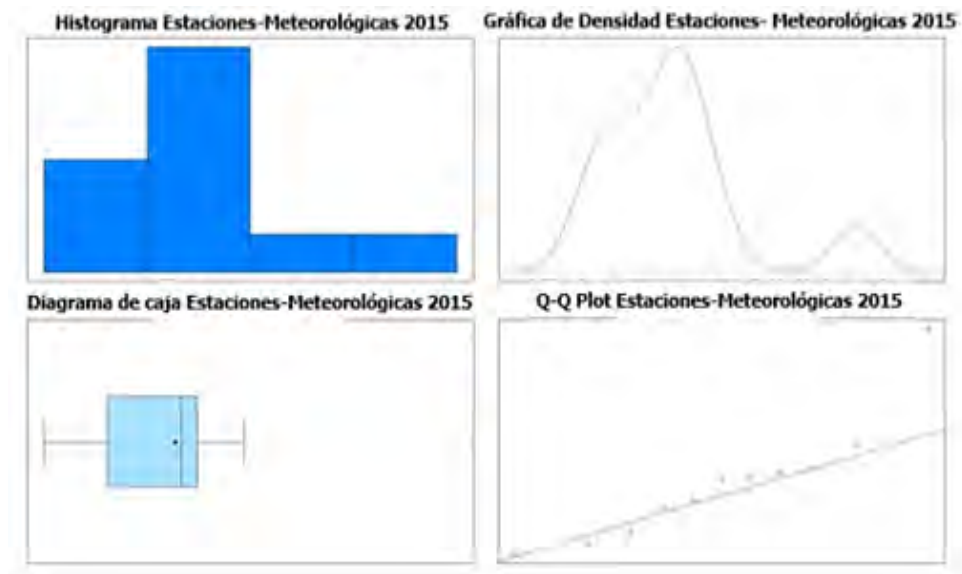 Histograma Estaciones-Meteorológicas 2015
Gráfica de Densidad Estaciones- Meteorológicas 2015
Diagrama de caja Estaciones-Meteorológicas 2015
Q-Q Plot Estaciones-Meteorológicas 2015